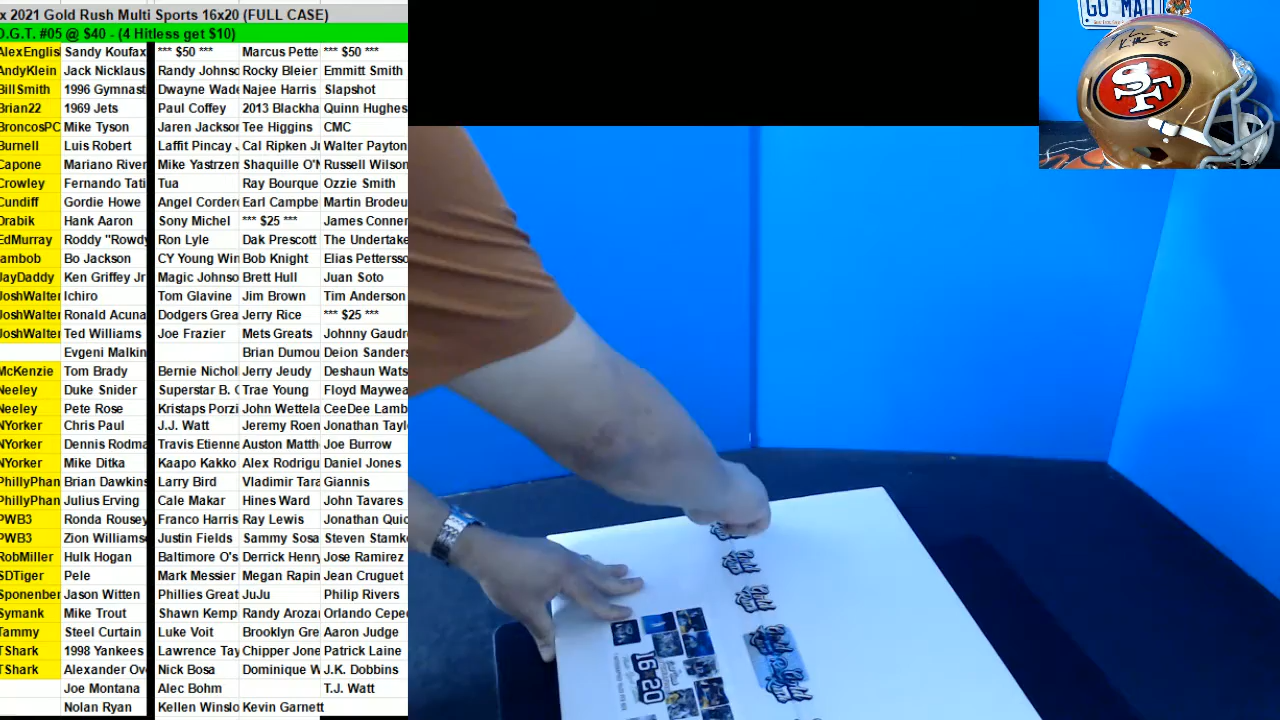 x 2021 Gold Rush Multi Sports 16x20 (FULL CASE)
D.G.T. #05 @ $40 - (4 Hitless get $10)
AlexEnglis Sandy Koufax *** $50 *** Marcus Pette *** $50 ***
AndyKlein Jack Nicklaus Randy Johnso Rocky Bleier Emmitt Smith
BillSmith 1996 Gymnast Dwayne Wade Najee Harris Slapshot
Brian22 1969 Jets Paul Coffey 2013 Blackha Quinn Hughes
BroncosPC Mike Tyson Jaren Jackson Tee Higgins CMC
Burnell Luis Robert Laffit Pincay J Cal Ripken Jr Walter Payton
Capone Mariano River Mike Yastrzem Shaquille O'N Russell Wilson
Crowley Fernando Tati Tua Ray Bourque Ozzie Smith
Cundiff Gordie Howe Angel Cordero Earl Campbe Martin Brodeu
Drabik Hank Aaron Sony Michel *** $25 *** James Conner
EdMurray Roddy "Rowdy Ron Lyle Dak Prescott The Undertake
Iambob Bo Jackson CY Young Win Bob Knight Elias Pettersso
JayDaddy Ken Griffey Jr Magic Johnso Brett Hull Juan Soto
JoshWalter Ichiro Tom Glavine Jim Brown Tim Anderson
JoshWalter Ronald Acuna Dodgers Grea Jerry Rice *** $25 ***
JoshWalter Ted Williams Joe Frazier Mets Greats Johnny Gaudr
Evgeni Malkin Brian Dumou Deion Sanders
McKenzie Tom Brady Bernie Nichol Jerry Jeudy Deshaun Wats
Neeley Duke Snider Superstar B. G Trae Young Floyd Maywea
Neeley Pete Rose Kristaps Porzi John Wettela CeeDee Lamb
NYorker Chris Paul J.J. Watt Jeremy Roen Jonathan Tayl
NYorker Dennis Rodma Travis Etienne Auston Matth Joe Burrow
NYorker Mike Ditka Kaapo Kakko Alex Rodrigu Daniel Jones
PhillyPhan Brian Dawkins Larry Bird Vladimir Tara Giannis
PhillyPhan Julius Erving Cale Makar Hines Ward John Tavares
PWB3 Ronda Rousey Franco Harris Ray Lewis Jonathan Quic
PWB3 Zion Williams Justin Fields Sammy Sosa Steven Stamk
RobMiller Hulk Hogan Baltimore O's Derrick Henry Jose Ramirez
SDTiger Pele Mark Messier Megan Rapin Jean Cruguet
Sponenber Jason Witten Phillies Great JuJu Philip Rivers
Symank Mike Trout Shawn Kemp Randy Aroza Orlando Cepe
Tammy Steel Curtain Luke Voit Brooklyn Gre Aaron Judge
TShark 1998 Yankees Lawrence Tay Chipper Jone Patrick Laine
TShark Alexander Ov Nick Bosa Dominique W J.K. Dobbins
Joe Montana Alec Bohm T.J. Watt
Nolan Ryan Kellen Winslo Kevin Garnett
GO MA
SF
16x20